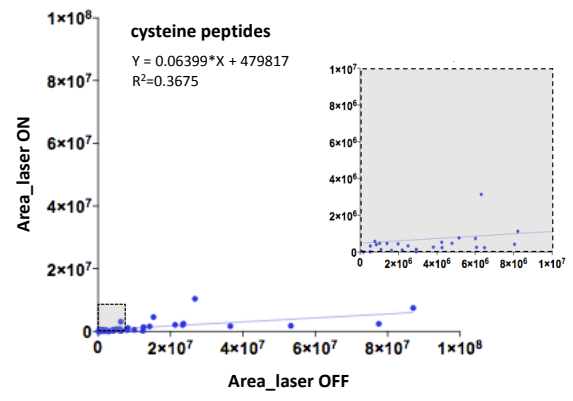 cysteine peptides
Y = 0.06399*X + 479817
R²=0.3675
Area_laser ON
1×10⁸
8×10⁷
6×10⁷
4×10⁷
2×10⁷
0
0 2×10⁷ 4×10⁷ 6×10⁷ 8×10⁷ 1×10⁸
Area_laser OFF
1×10⁷
8×10⁶
6×10⁶
4×10⁶
2×10⁶
0
0 2×10⁶ 4×10⁶ 6×10⁶ 8×10⁶ 1×10⁷